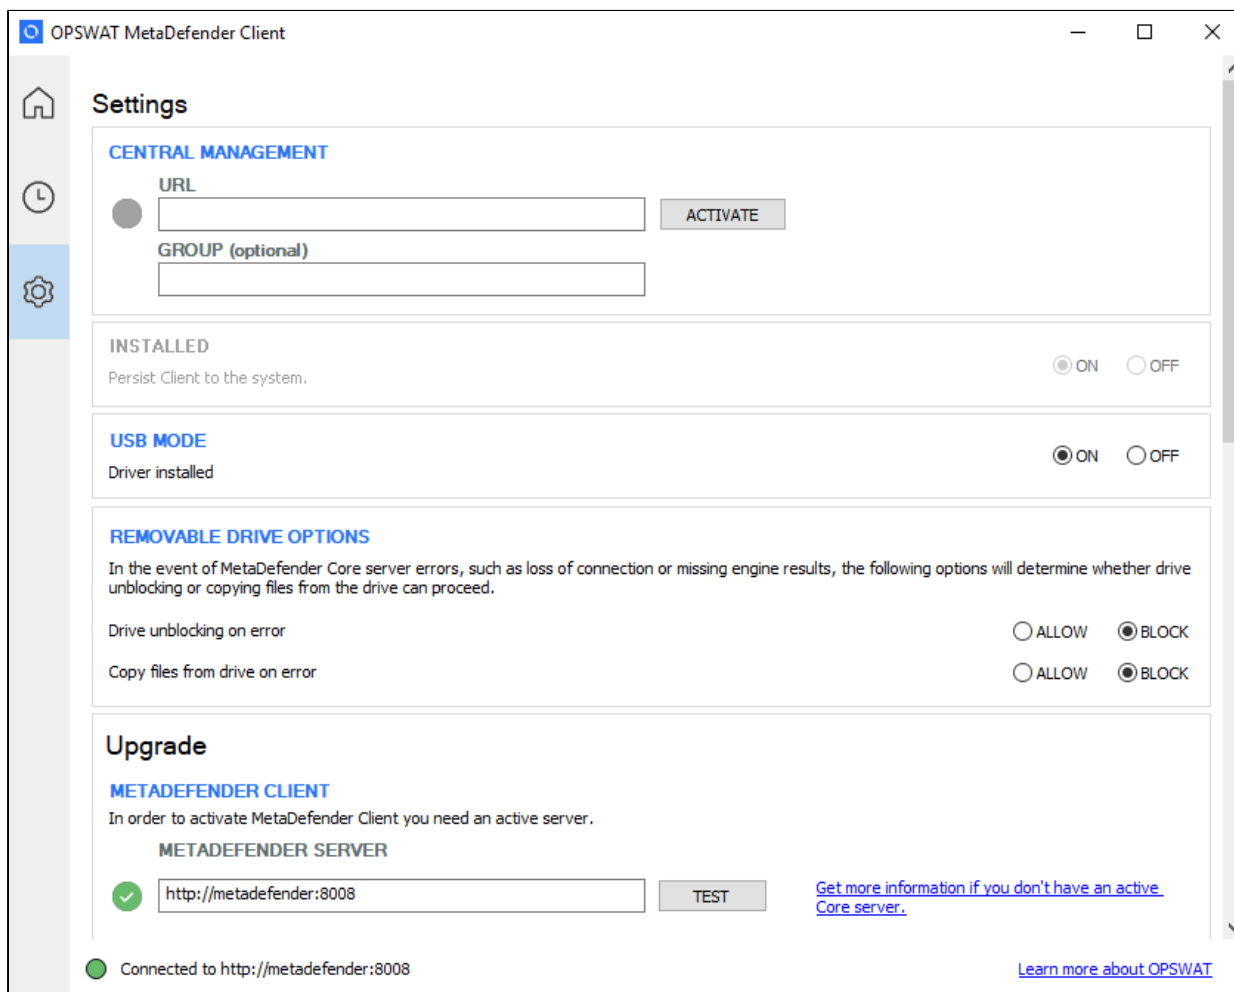 OPSWAT MetaDefender Client
Settings
CENTRAL MANAGEMENT
URL
ACTIVATE
GROUP (optional)
INSTALLED
Persist Client to the system.
ON OFF
USB MODE
Driver installed
ON OFF
REMOVABLE DRIVE OPTIONS
In the event of MetaDefender Core server errors, such as loss of connection or missing engine results, the following options will determine whether drive
unblocking or copying files from the drive can proceed.
Drive unblocking on error ALLOW BLOCK
Copy files from drive on error ALLOW BLOCK
Upgrade
METADEFENDER CLIENT
In order to activate MetaDefender Client you need an active server.
METADEFENDER SERVER
http://metadefender:8008 TEST
Get more information if you don't have an active
Core server.
Connected to http://metadefender:8008 Learn more about OPSWAT